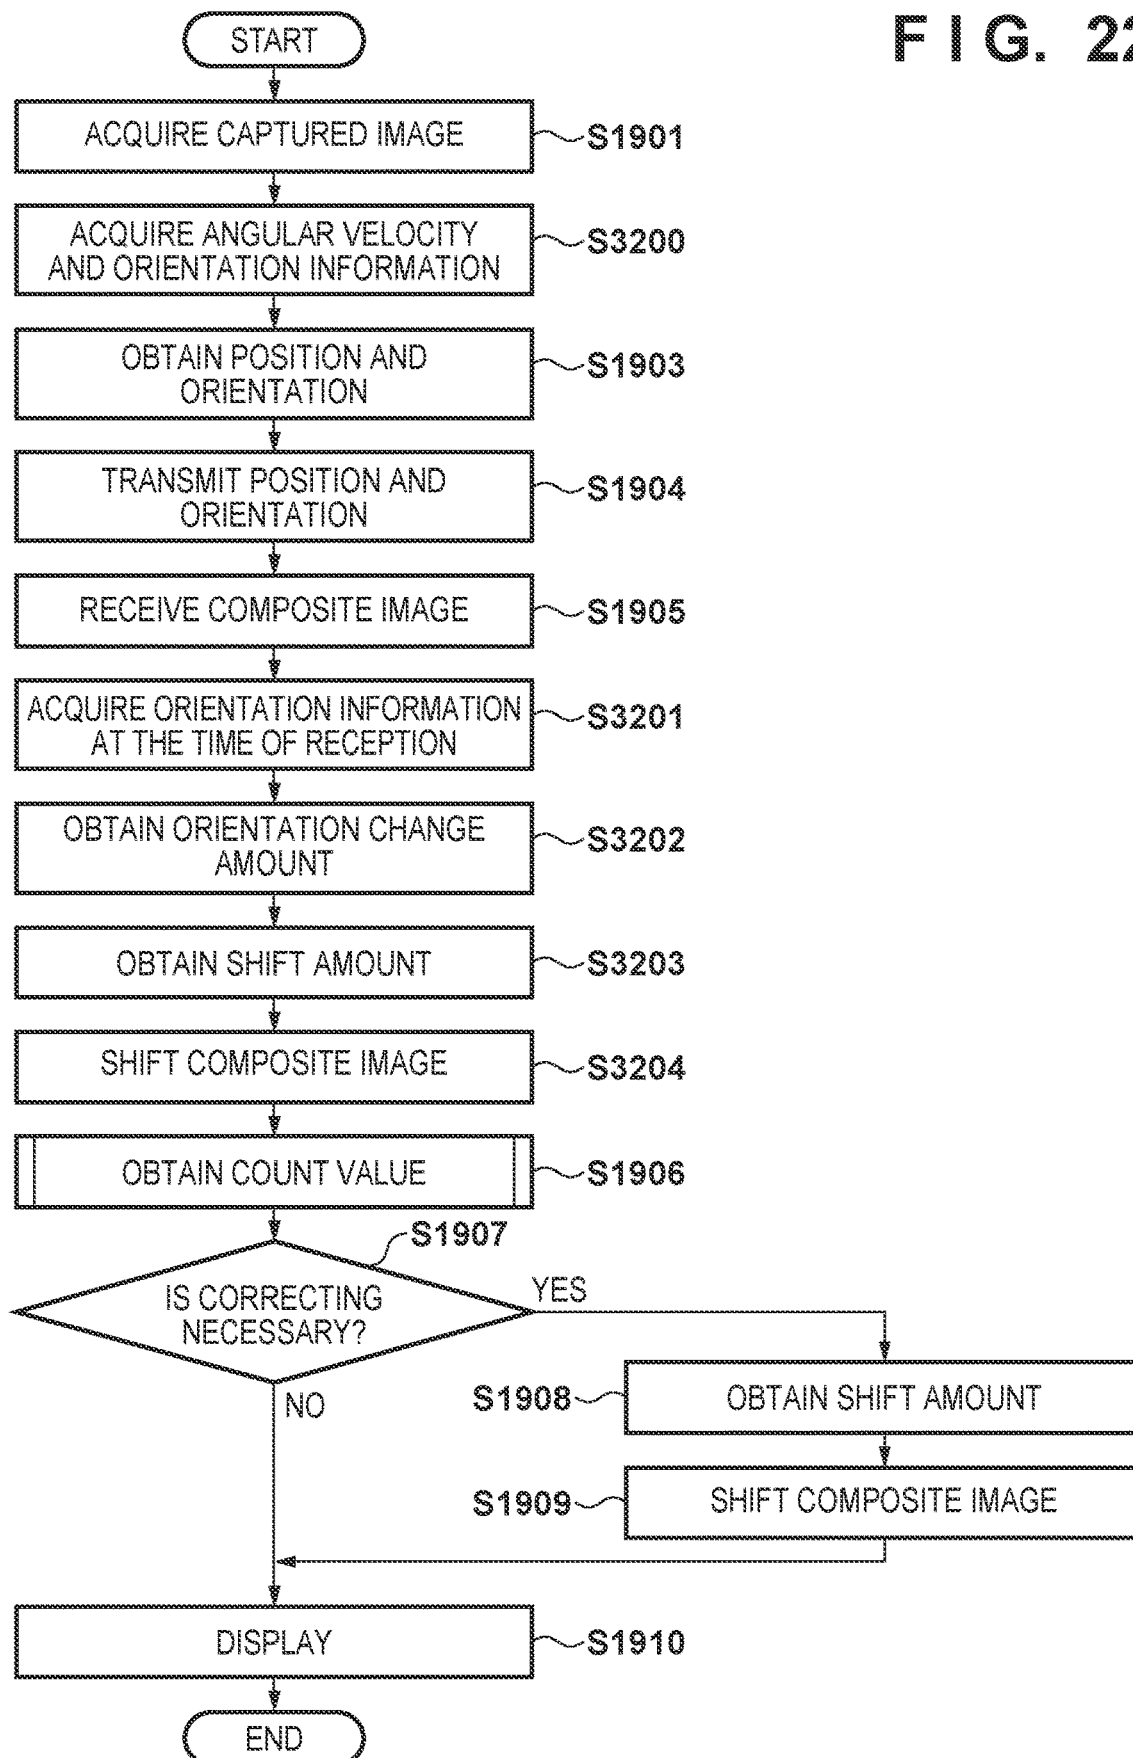 START
FIG. 22
ACQUIRE CAPTURED IMAGE
S1901
ACQUIRE ANGULAR VELOCITY
AND ORIENTATION INFORMATION
S3200
OBTAIN POSITION AND
ORIENTATION
S1903
TRANSMIT POSITION AND
ORIENTATION
S1904
RECEIVE COMPOSITE IMAGE
S1905
ACQUIRE ORIENTATION INFORMATION
AT THE TIME OF RECEPTION
S3201
OBTAIN ORIENTATION CHANGE
AMOUNT
S3202
OBTAIN SHIFT AMOUNT
S3203
SHIFT COMPOSITE IMAGE
S3204
OBTAIN COUNT VALUE
S1906
S1907
IS CORRECTING
NECESSARY?
YES
NO
S1908
OBTAIN SHIFT AMOUNT
S1909
SHIFT COMPOSITE IMAGE
DISPLAY
S1910
END